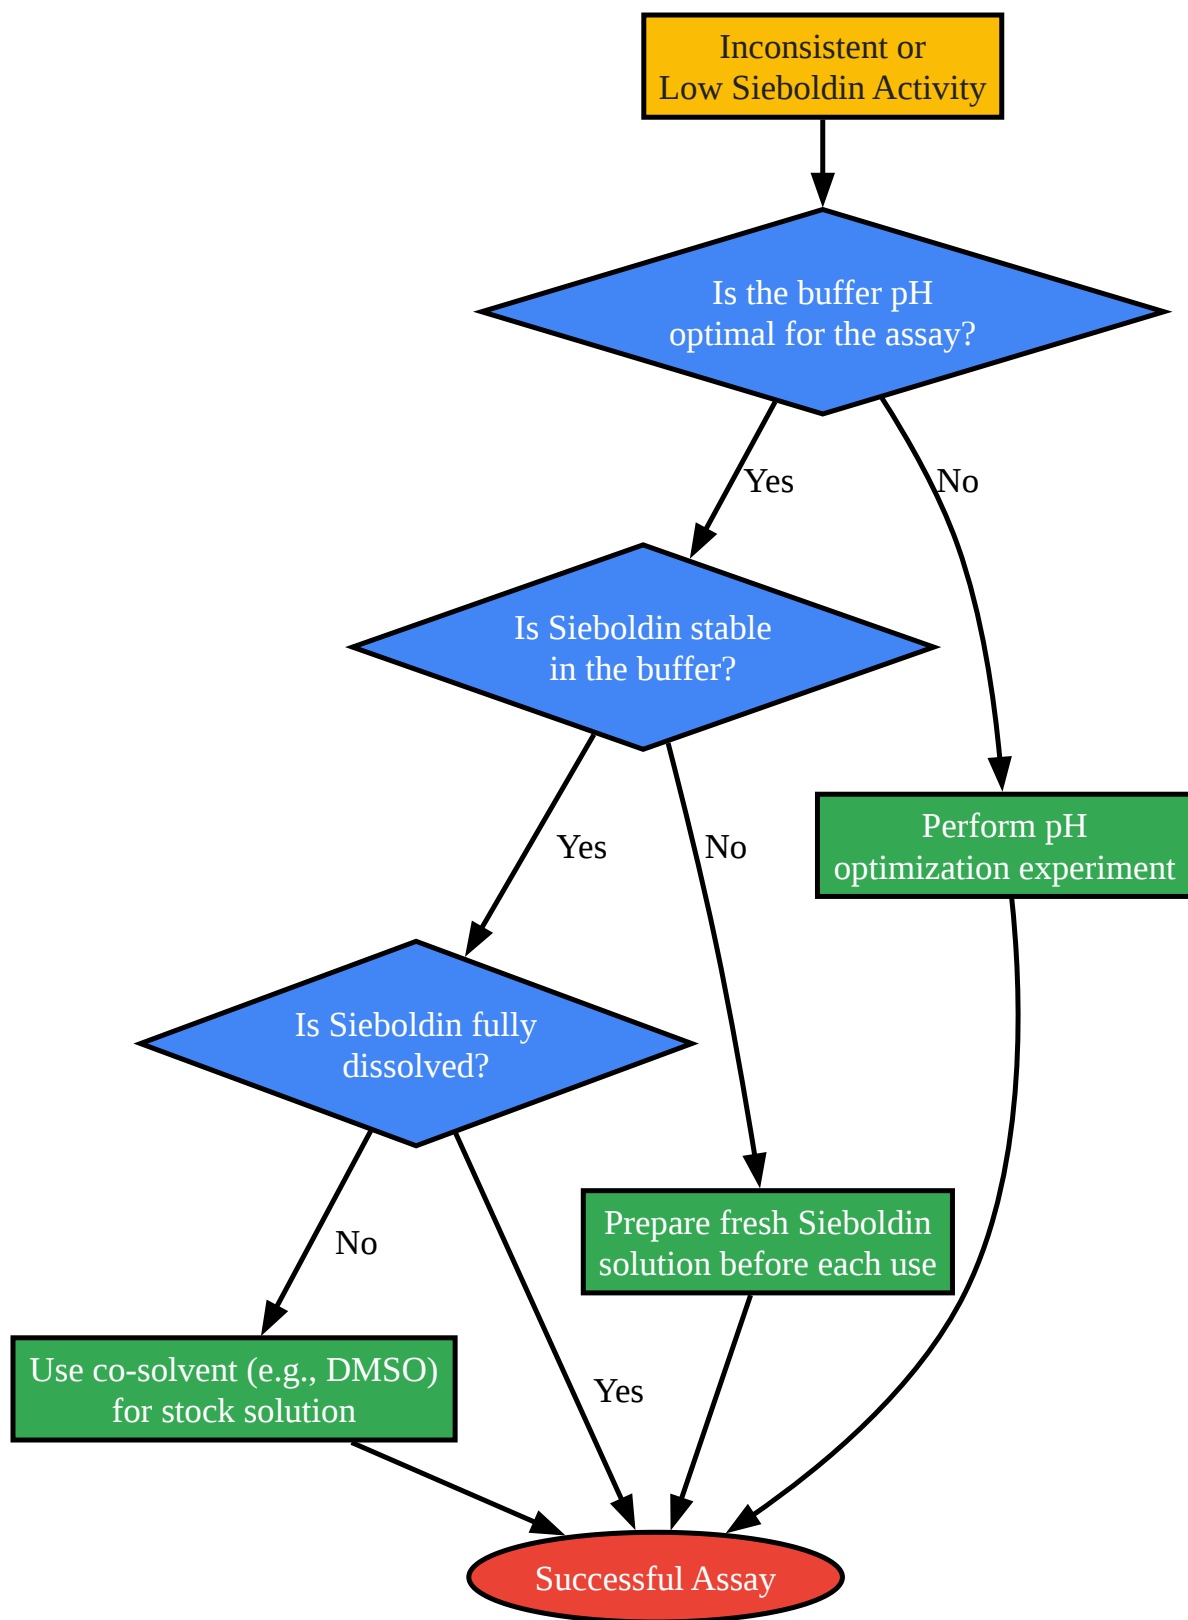 Inconsistent or
Low Sieboldin Activity
Is the buffer pH
optimal for the assay?
Yes
No
Is Sieboldin stable
in the buffer?
Yes
No
Perform pH
optimization experiment
Is Sieboldin fully
dissolved?
No
Yes
Prepare fresh Sieboldin
solution before each use
Use co-solvent (e.g., DMSO)
for stock solution
Successful Assay